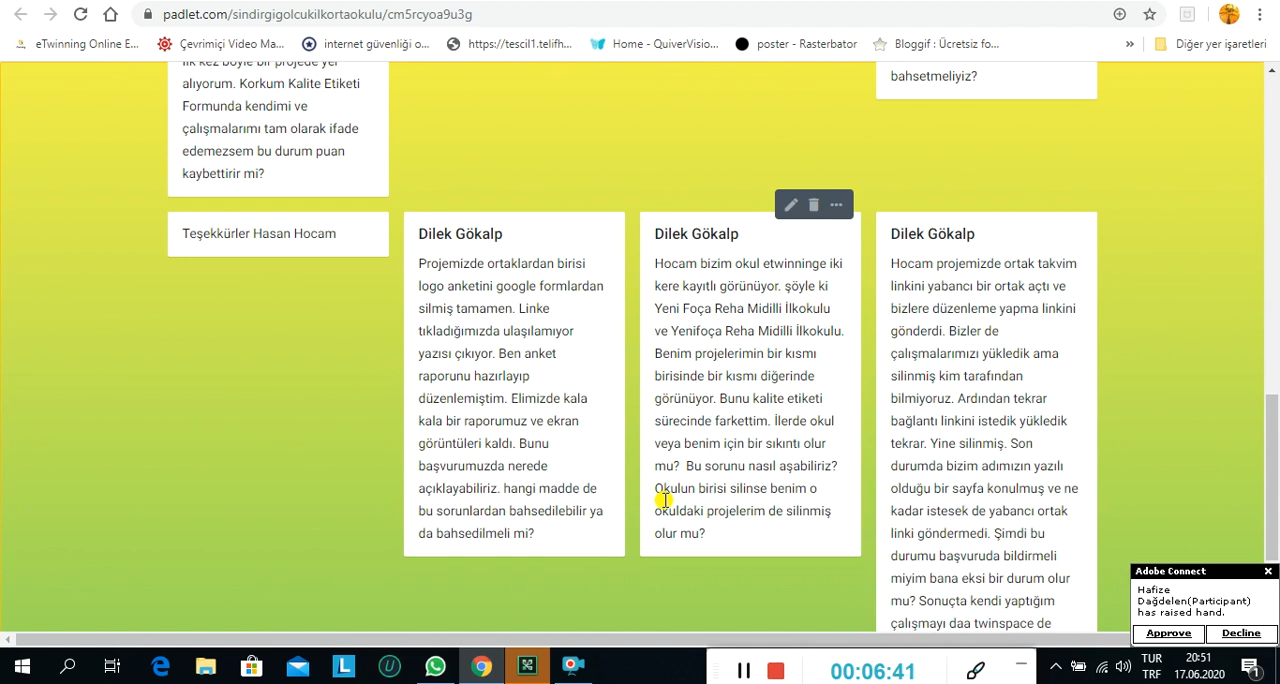 padlet.com/sindirgigolcukilkortaokulu/cm5rcyoa9u3g
eTwinning Online E...
Çevrimiçi Video Ma...
internet güvenliği o...
https://tescil1.telifh...
Home - QuiverVisio...
poster - Rasterbator
Bloggif : Ücretsiz fo...
»
Diğer yer işaretleri
İlk kez böyle bir projede yer
alıyorum. Korkum Kalite Etiketi
Formunda kendimi ve
çalışmalarımı tam olarak ifade
edemezsem bu durum puan
kaybettirir mi?
bahsetmeliyiz?
Teşekkürler Hasan Hocam
Dilek Gökalp
Projemizde ortaklardan birisi
logo anketini google formlardan
silmiş tamamen. Linke
tıkladığımızda ulaşılamıyor
yazısı çıkıyor. Ben anket
raporunu hazırlayıp
düzenlemiştim. Elimizde kala
kala bir raporumuz ve ekran
görüntüleri kaldı. Bunu
başvurumuzda nerede
açıklayabiliriz. hangi madde de
bu sorunlardan bahsedilebilir ya
da bahsedilmeli mi?
Dilek Gökalp
Hocam bizim okul etwinninge iki
kere kayıtlı görünüyor. şöyle ki
Yeni Foça Reha Midilli İlkokulu
ve Yenifoça Reha Midilli İlkokulu.
Benim projelerimin bir kısmı
birisinde bir kısmı diğerinde
görünüyor. Bunu kalite etiketi
sürecinde farkettim. İlerde okul
veya benim için bir sıkıntı olur
mu? Bu sorunu nasıl aşabiliriz?
Okulun birisi silinse benim o
okuldaki projelerim de silinmiş
olur mu?
Dilek Gökalp
Hocam projemizde ortak takvim
linkini yabancı bir ortak açtı ve
bizlere düzenleme yapma linkini
gönderdi. Bizler de
çalışmalarımızı yükledik ama
silinmiş kim tarafından
bilmiyoruz. Ardından tekrar
bağlantı linkini istedik yükledik
tekrar. Yine silinmiş. Son
durumda bizim adımızın yazılı
olduğu bir sayfa konulmuş ve ne
kadar istesek de yabancı ortak
linki göndermedi. Şimdi bu
durumu başvuruda bildirmeli
miyim bana eksi bir durum olur
mu? Sonuçta kendi yaptığım
çalışmayı daa twinspace de
Adobe Connect
Hafize
Dağdelen(Participant)
has raised hand.
Approve
Decline
00:06:41
TUR
TRF
20:51
17.06.2020
1